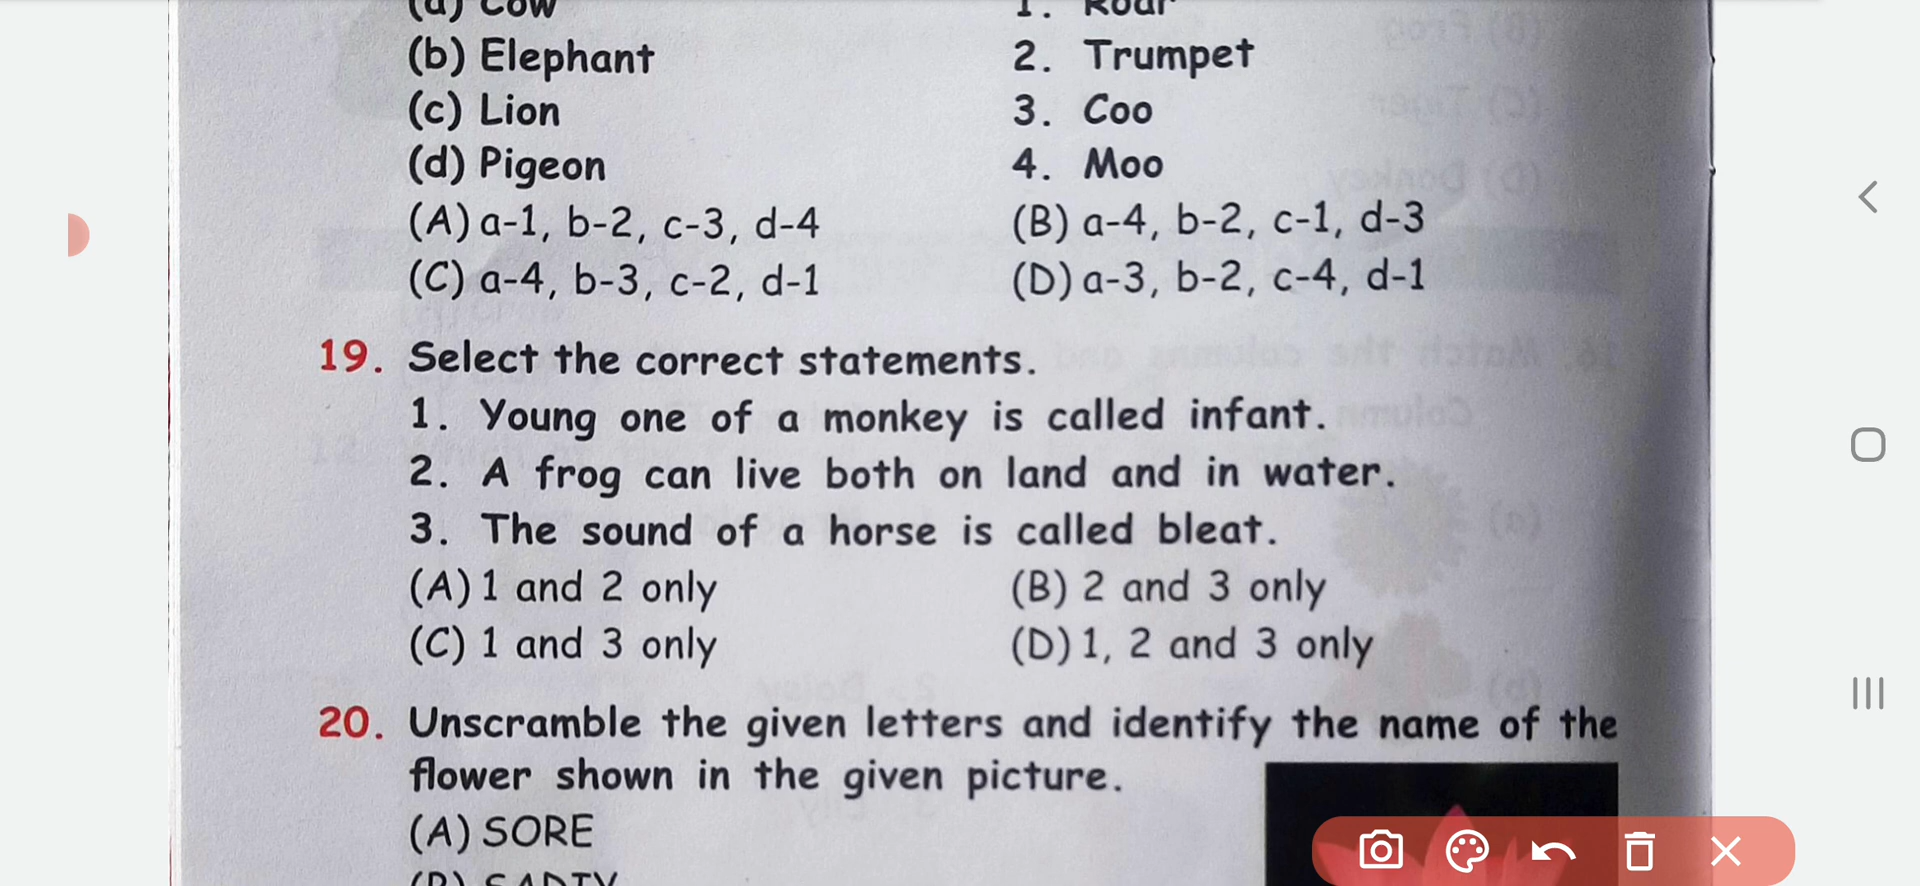 (a) Cow 1. Roar
(b) Elephant 2. Trumpet
(c) Lion 3. Coo
(d) Pigeon 4. Moo
(A) a-1, b-2, c-3, d-4 (B) a-4, b-2, c-1, d-3
(C) a-4, b-3, c-2, d-1 (D) a-3, b-2, c-4, d-1
19. Select the correct statements.
1. Young one of a monkey is called infant.
2. A frog can live both on land and in water.
3. The sound of a horse is called bleat.
(A) 1 and 2 only (B) 2 and 3 only
(C) 1 and 3 only (D) 1, 2 and 3 only
20. Unscramble the given letters and identify the name of the
flower shown in the given picture.
(A) SORE